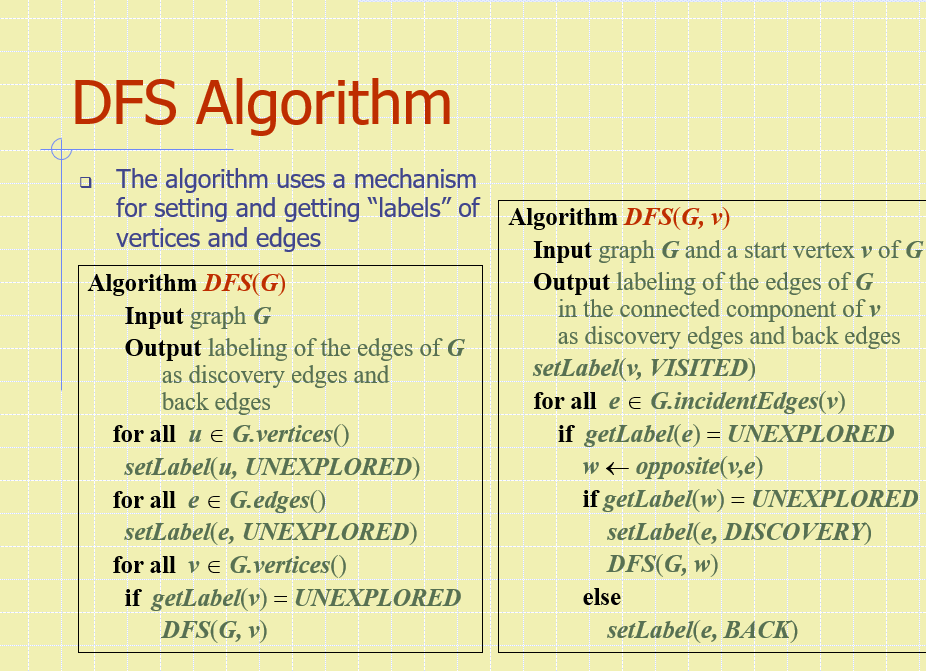 DFS Algorithm
The algorithm uses a mechanism
for setting and getting “labels” of
vertices and edges
Algorithm DFS(G)
Input graph G
Output labeling of the edges of G
as discovery edges and
back edges
for all u ∈ G.vertices()
setLabel(u, UNEXPLORED)
for all e ∈ G.edges()
setLabel(e, UNEXPLORED)
for all v ∈ G.vertices()
if getLabel(v) = UNEXPLORED
DFS(G, v)
Algorithm DFS(G, v)
Input graph G and a start vertex v of G
Output labeling of the edges of G
in the connected component of v
as discovery edges and back edges
setLabel(v, VISITED)
for all e ∈ G.incidentEdges(v)
if getLabel(e) = UNEXPLORED
w ← opposite(v,e)
if getLabel(w) = UNEXPLORED
setLabel(e, DISCOVERY)
DFS(G, w)
else
setLabel(e, BACK)